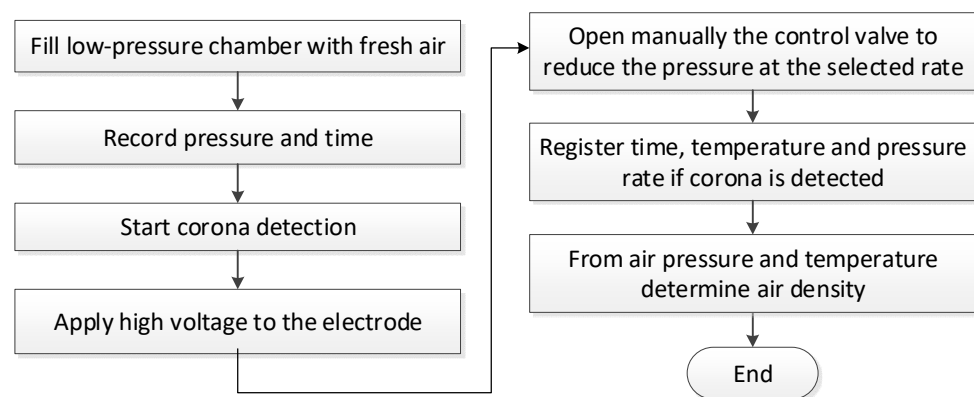 Fill low-pressure chamber with fresh air
Record pressure and time
Start corona detection
Apply high voltage to the electrode
Open manually the control valve to
reduce the pressure at the selected rate
Register time, temperature and pressure
rate if corona is detected
From air pressure and temperature
determine air density
End